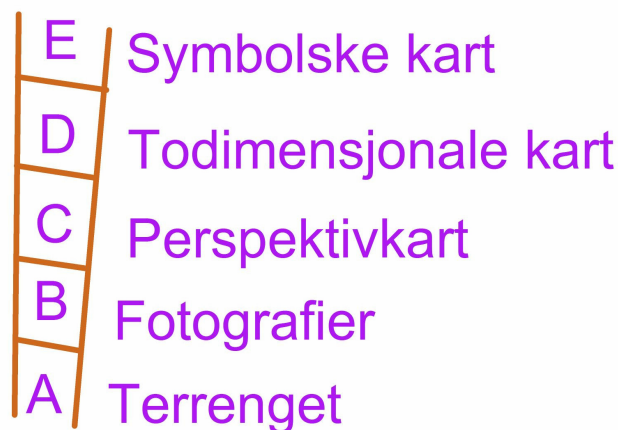 E Symbolske kart
D Todimensjonale kart
C Perspektivkart
B Fotografier
A Terrenget